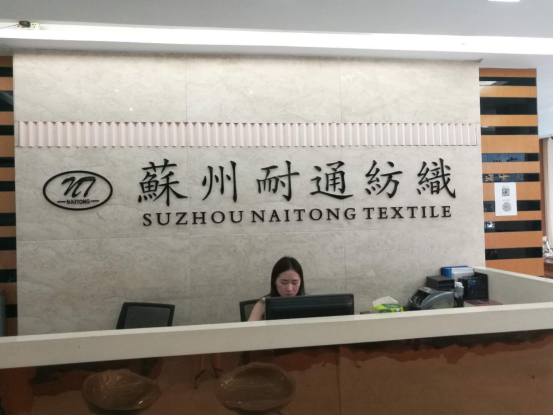 蘇州耐通紡織
NT
NAITONG
SUZHOU NAITONG TEXTILE